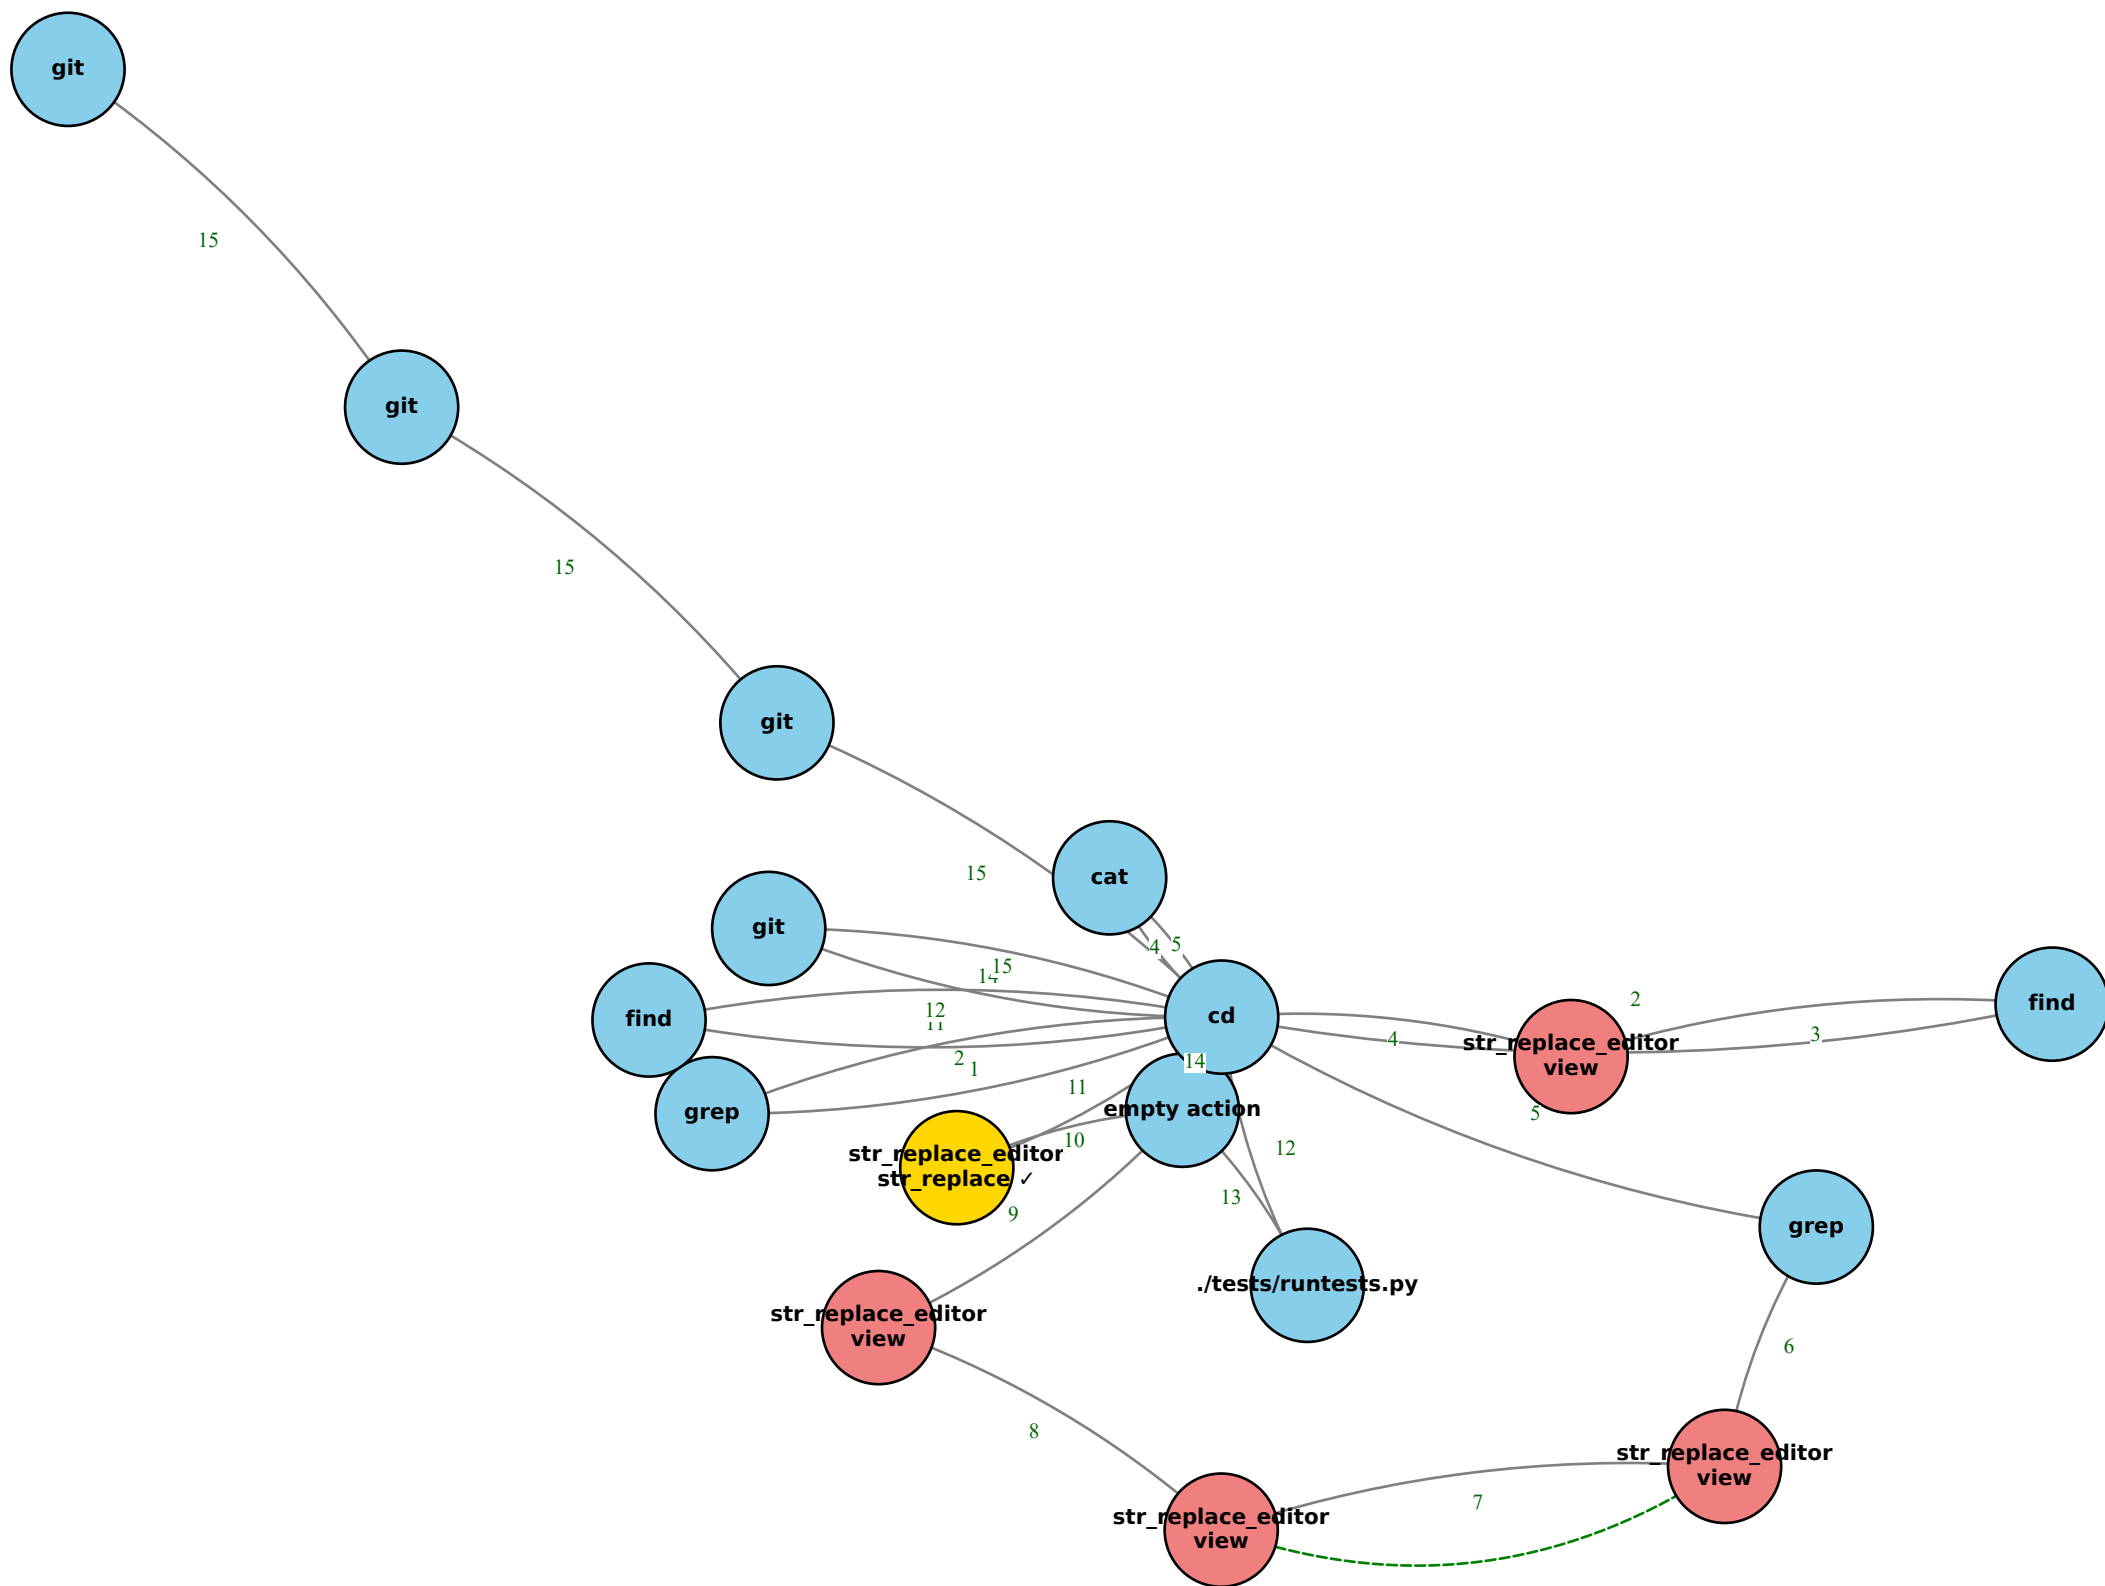 git
15
git
15
git
15
cat
4
5
git
14
15
find
12
11
cd
2
find
str_replace_editor
view
4
3
2
1
14
11
grep
empty action
5
10
12
str_replace_editor
str_replace ✓
13
9
grep
./tests/runtests.py
str_replace_editor
view
6
8
str_replace_editor
view
7
str_replace_editor
view